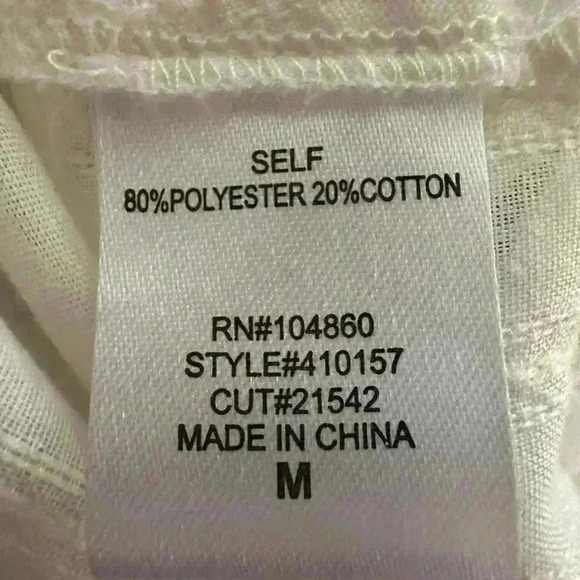 SELF
80%POLYESTER 20%COTTON
RN#104860
STYLE#410157
CUT#21542
MADE IN CHINA
M